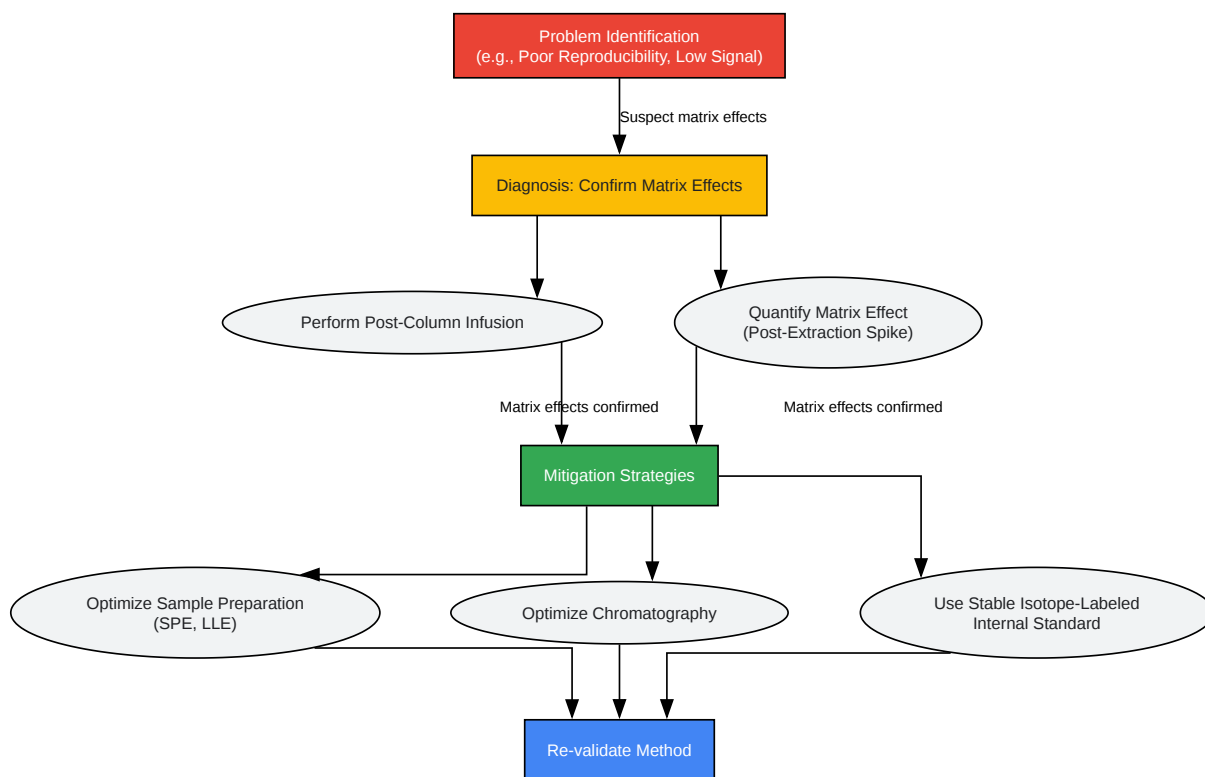 Problem Identification
(e.g., Poor Reproducibility, Low Signal)
Suspect matrix effects
Diagnosis: Confirm Matrix Effects
Perform Post-Column Infusion
Quantify Matrix Effect
(Post-Extraction Spike)
Matrix effects confirmed
Matrix effects confirmed
Mitigation Strategies
Optimize Sample Preparation
(SPE, LLE)
Optimize Chromatography
Use Stable Isotope-Labeled
Internal Standard
Re-validate Method